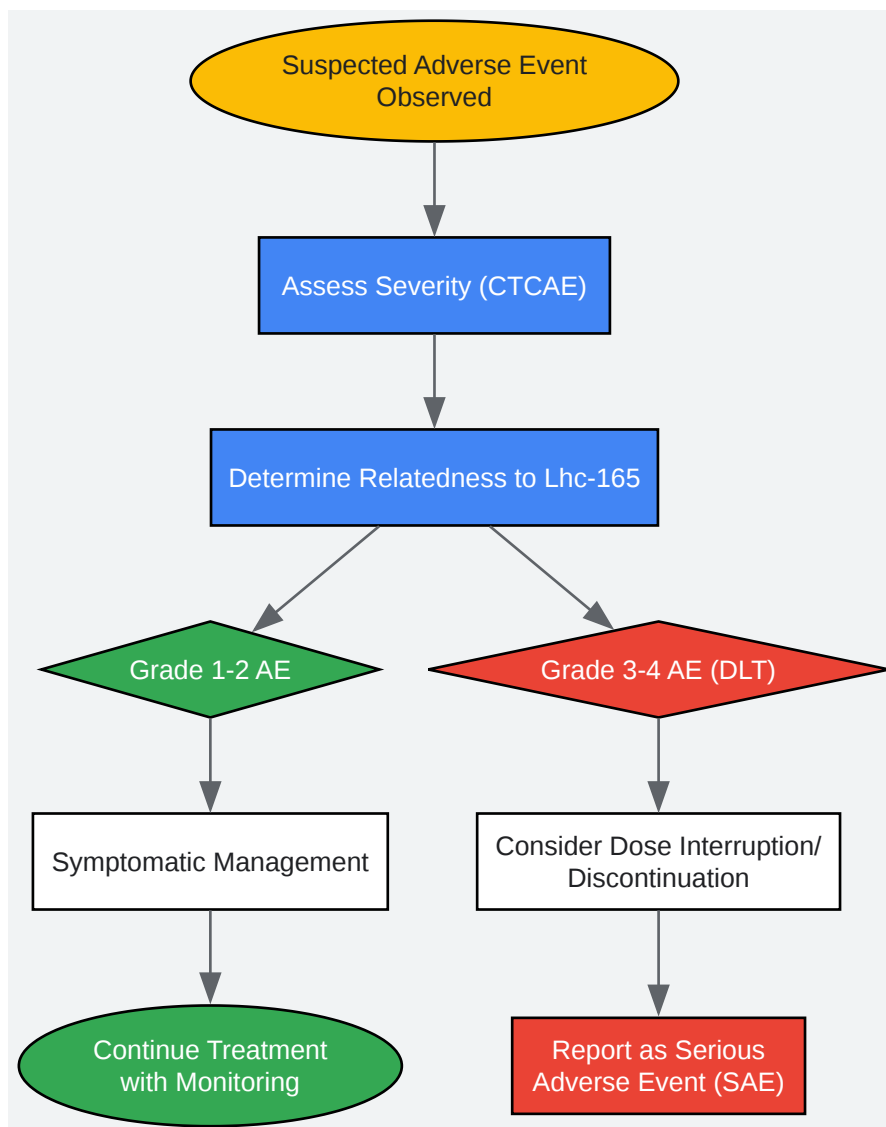 Suspected Adverse Event
Observed
Assess Severity (CTCAE)
Determine Relatedness to Lhc-165
Grade 1-2 AE
Grade 3-4 AE (DLT)
Symptomatic Management
Consider Dose Interruption/
Discontinuation
Continue Treatment
with Monitoring
Report as Serious
Adverse Event (SAE)